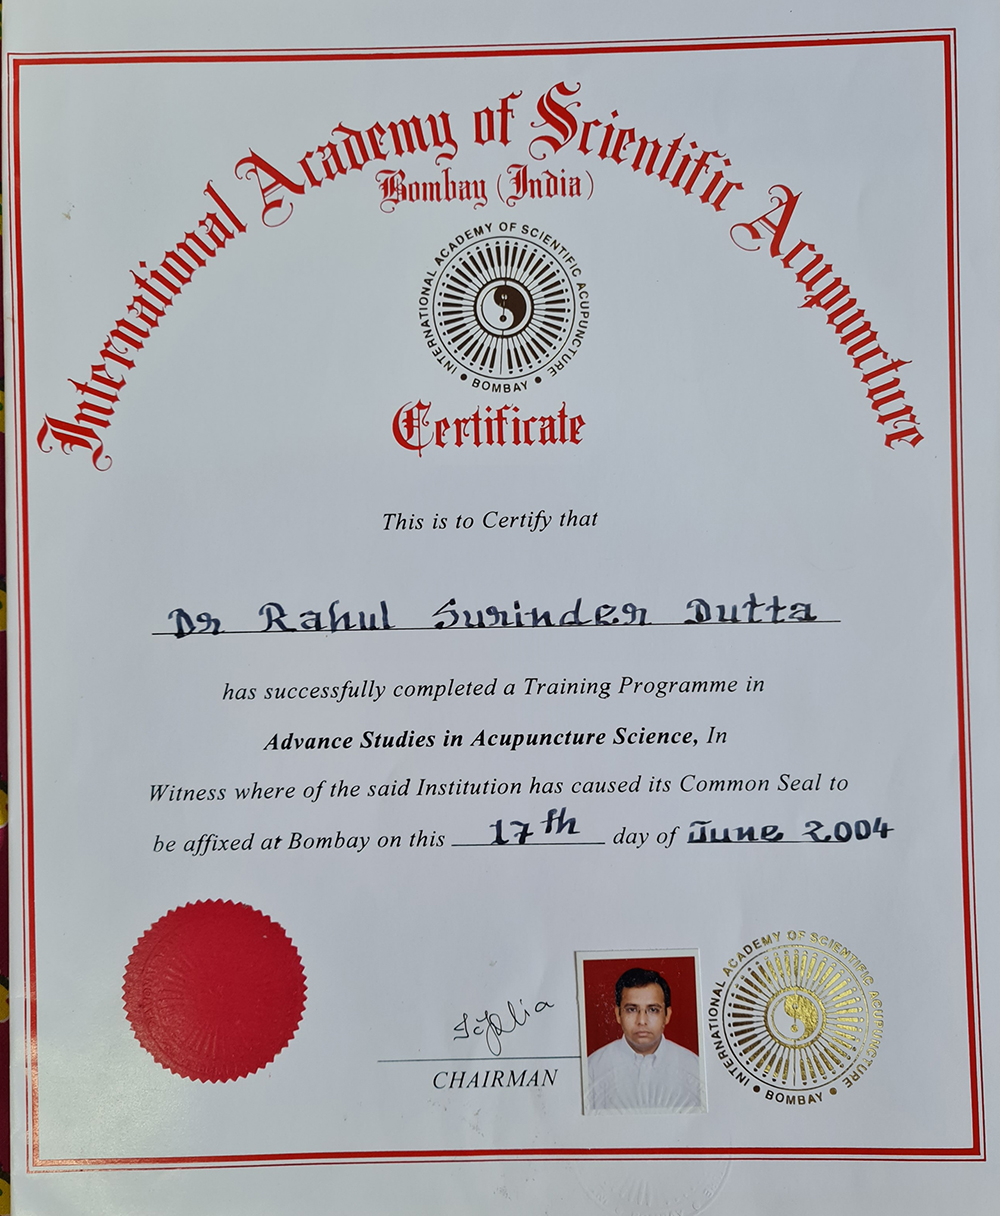 International Academy of Scientific Acupuncture
Bombay (India)
INTERNATIONAL ACADEMY OF SCIENTIFIC ACUPUNCTURE
• BOMBAY •
Certificate
This is to Certify that
Dr Rahul Surinder Dutta
has successfully completed a Training Programme in
Advance Studies in Acupuncture Science, In
Witness where of the said Institution has caused its Common Seal to
be affixed at Bombay on this 17th day of June 2004
CHAIRMAN
INTERNATIONAL ACADEMY OF SCIENTIFIC ACUPUNCTURE
• BOMBAY •